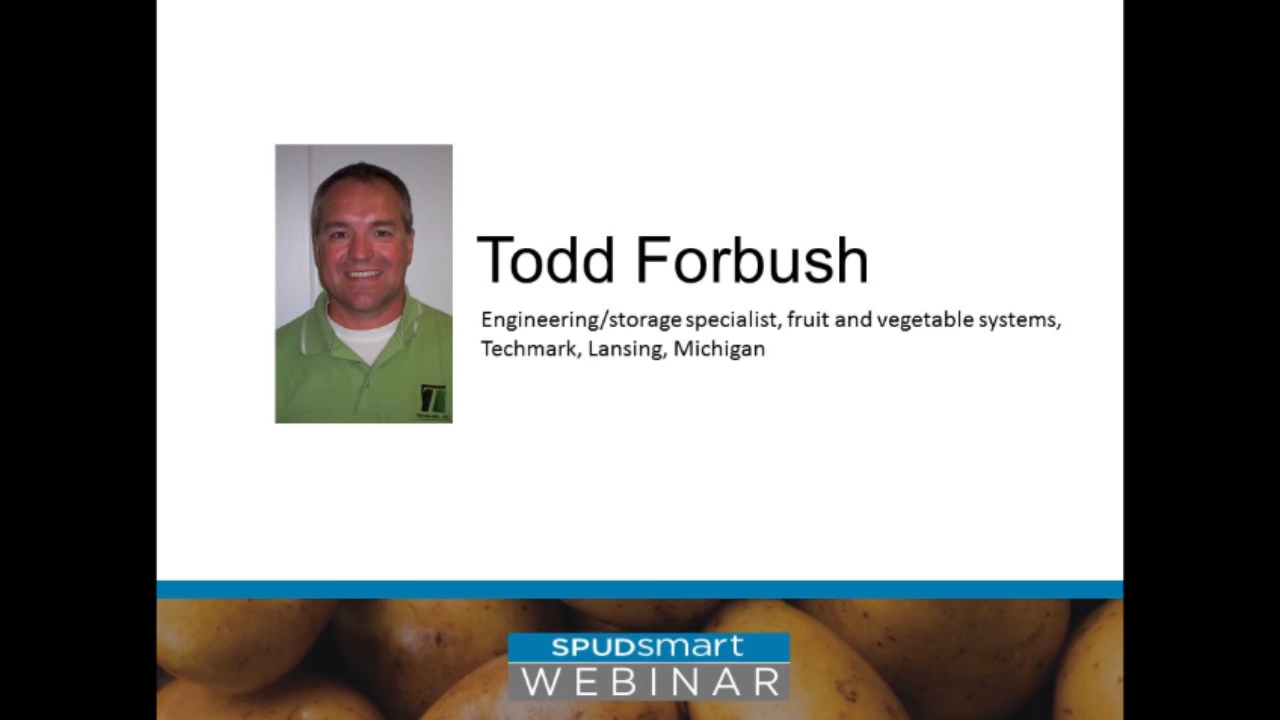 Todd Forbush
Engineering/storage specialist, fruit and vegetable systems,
Techmark, Lansing, Michigan
SPUDsmart
WEBINAR